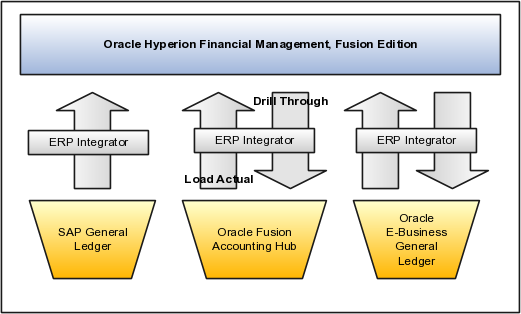 Oracle Hyperion Financial Management, Fusion Edition
Drill Through
ERP Integrator
ERP Integrator
ERP Integrator
Load Actual
SAP General
Ledger
Oracle Fusion
Accounting Hub
Oracle
E-Business
General
Ledger